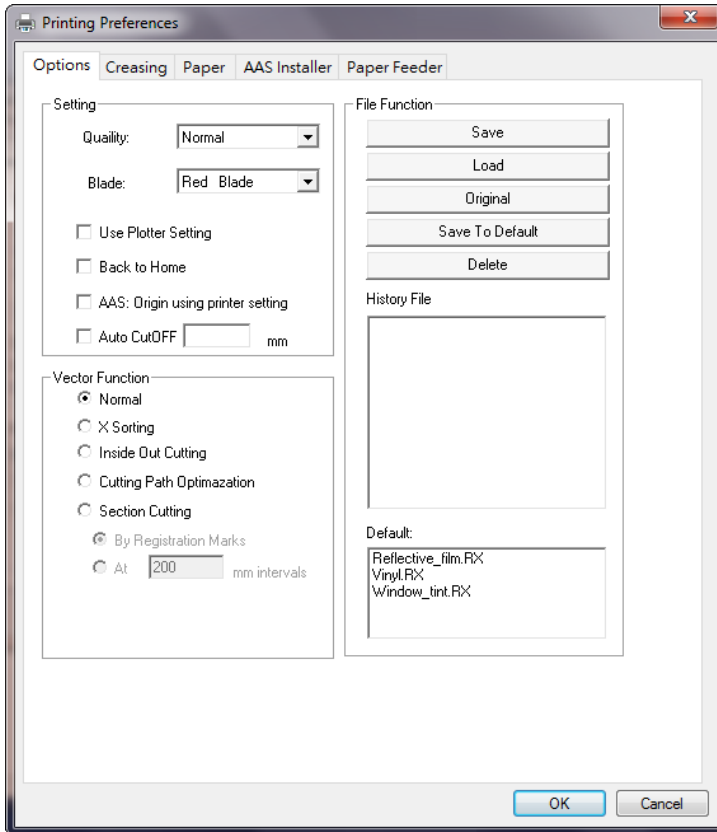 Printing Preferences
X
Options Creasing Paper AAS Installer Paper Feeder
Setting
Quaility: Normal
Blade: Red Blade
Use Plotter Setting
Back to Home
AAS: Origin using printer setting
Auto CutOFF mm
Vector Function
Normal
X Sorting
Inside Out Cutting
Cutting Path Optimazation
Section Cutting
By Registration Marks
At 200 mm intervals
File Function
Save
Load
Original
Save To Default
Delete
History File
Default:
Reflective_film.RX
Vinyl.RX
Window_tint.RX
OK Cancel